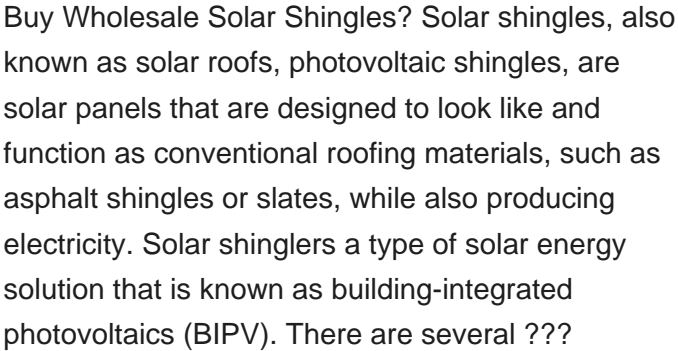 Buy Wholesale Solar Shingles? Solar shingles, also
known as solar roofs, photovoltaic shingles, are
solar panels that are designed to look like and
function as conventional roofing materials, such as
asphalt shingles or slates, while also producing
electricity. Solar shinglers a type of solar energy
solution that is known as building-integrated
photovoltaics (BIPV). There are several ???